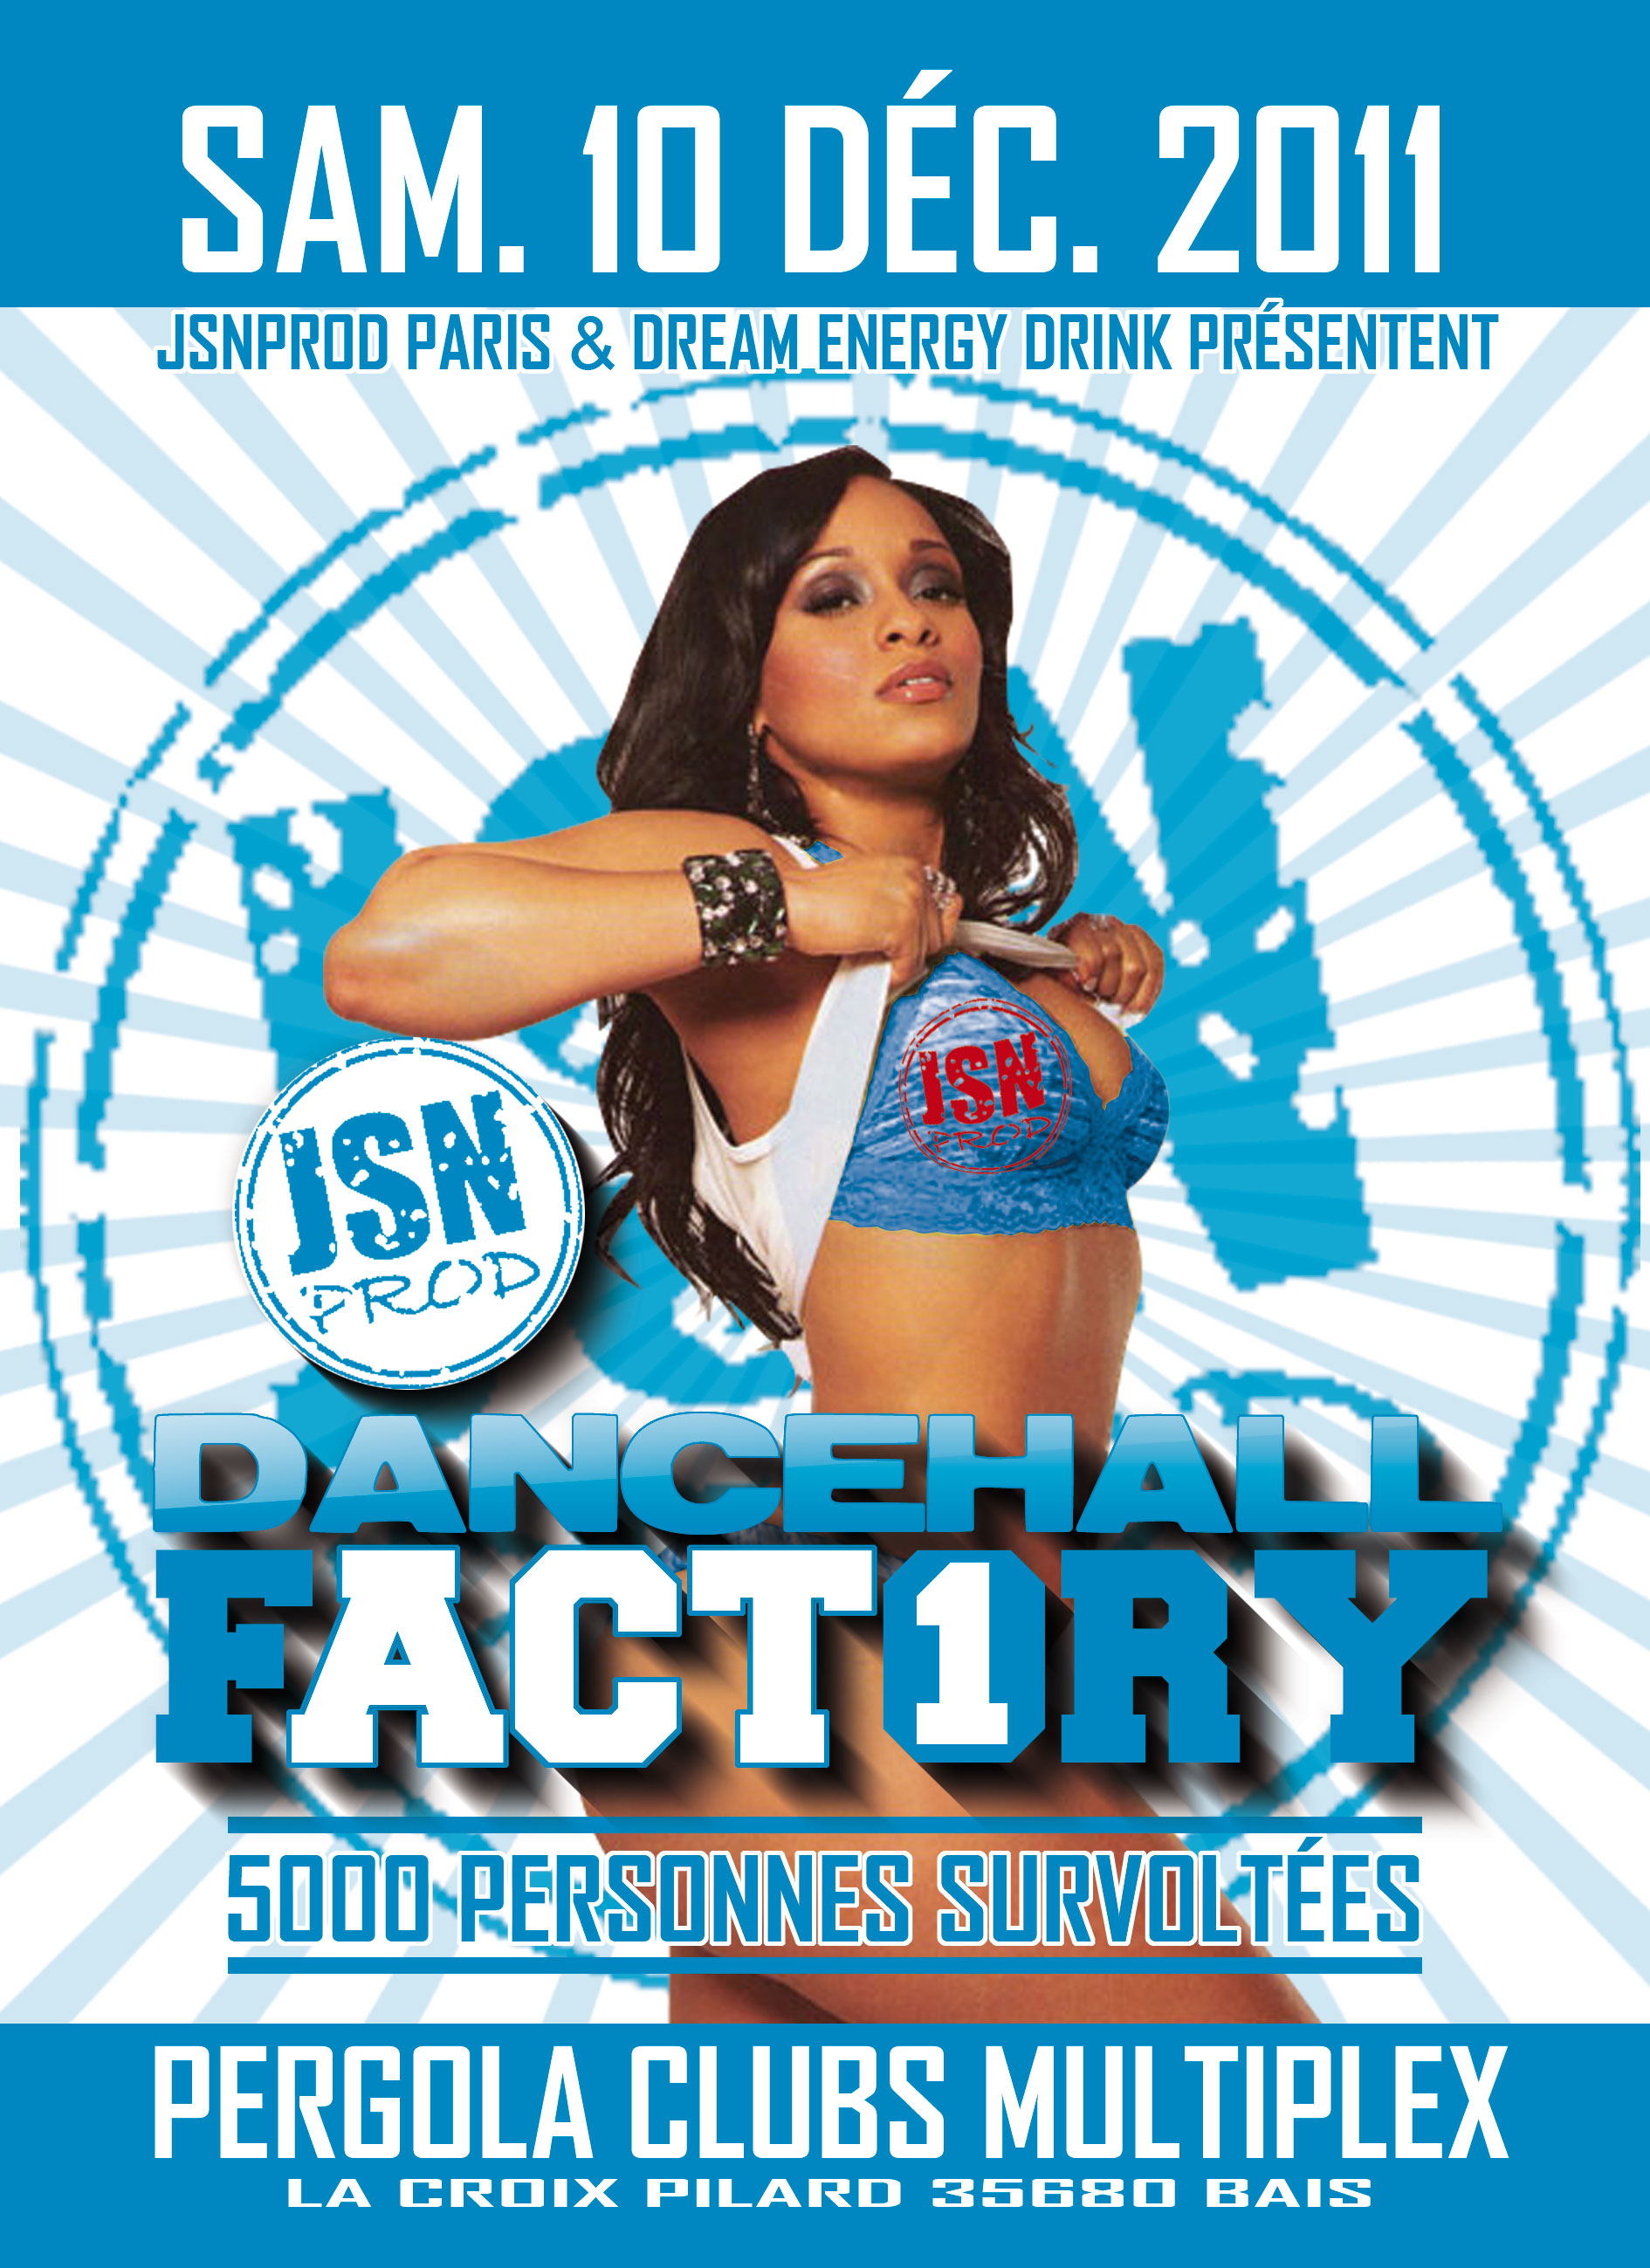 SAM. 10 DÉC. 2011
JSNPROD PARIS & DREAM ENERGY DRINK PRÉSENTENT
JSN
PROD
JSN
PROD
DANCEHALL
FACT1RY
5000 PERSONNES SURVOLTÉES
PERGOLA CLUBS MULTIPLEX
LA CROIX PILARD 35680 BAIS